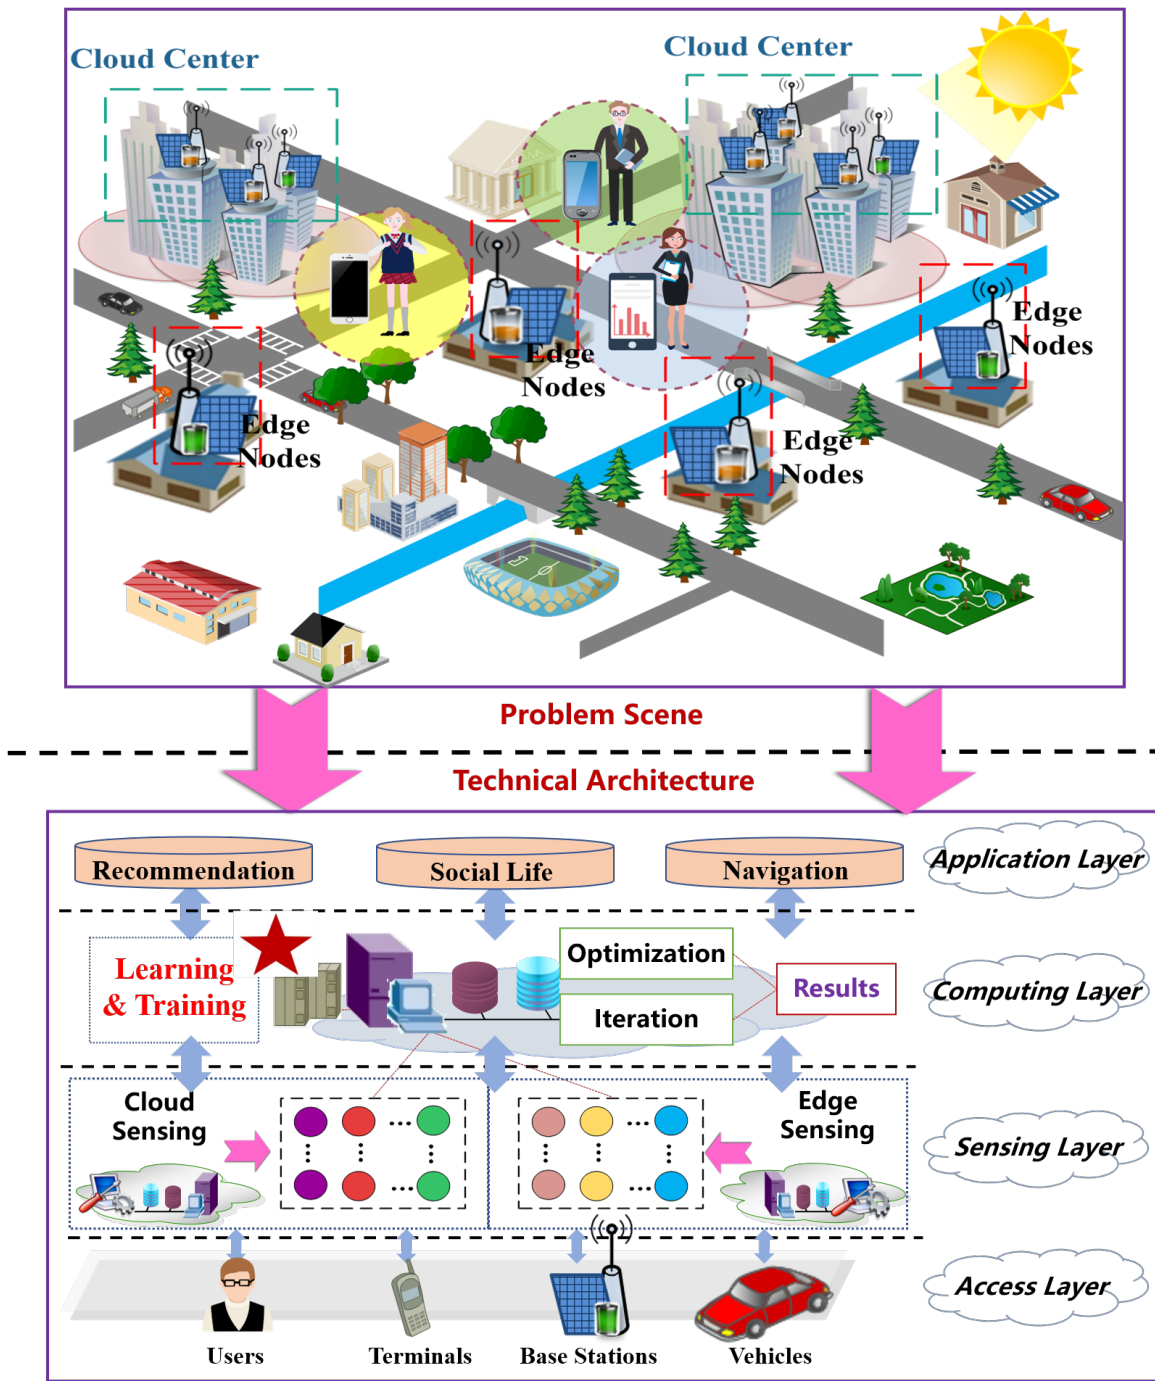 Cloud Center
Cloud Center
Edge
Nodes
Edge
Nodes
Edge
Nodes
Edge
Nodes
Problem Scene
Technical Architecture
Recommendation
Social Life
Navigation
Application Layer
Learning
& Training
Optimization
Iteration
Results
Computing Layer
Cloud
Sensing
Edge
Sensing
Sensing Layer
Access Layer
Users
Terminals
Base Stations
Vehicles